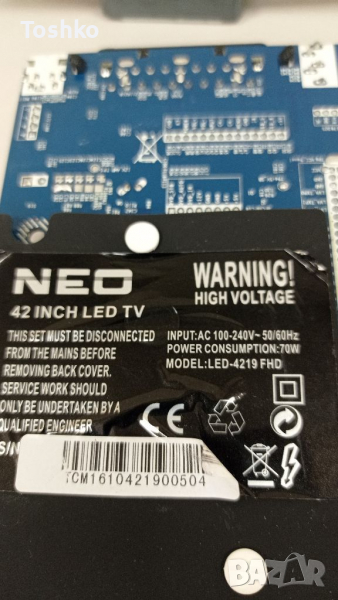 Toshko
NEO
42 INCH LED TV
THIS SET MUST BE DISCONNECTED
FROM THE MAINS BEFORE
REMOVING BACK COVER.
SERVICE WORK SHOULD
ONLY BE UNDERTAKEN BY A
QUALIFIED ENGINEER
S/N
WARNING!
HIGH VOLTAGE
INPUT:AC 100-240V~ 50/60Hz
POWER CONSUMPTION:70W
MODEL:LED-4219 FHD
CE
TCM1610421900504
BAZAR